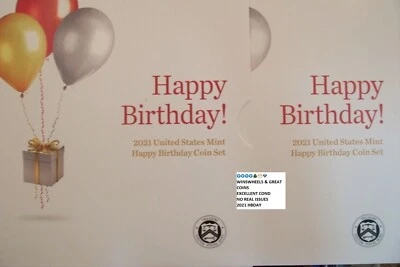 Happy
Birthday!
2021 United States Mint
Happy Birthday Coin Set
Happy
Birthday!
2021 United States Mint
Happy Birthday Coin Set
WINSWHEELS & GREAT
COINS
EXCELLENT COND
NO REAL ISSUES
2021 HBDAY